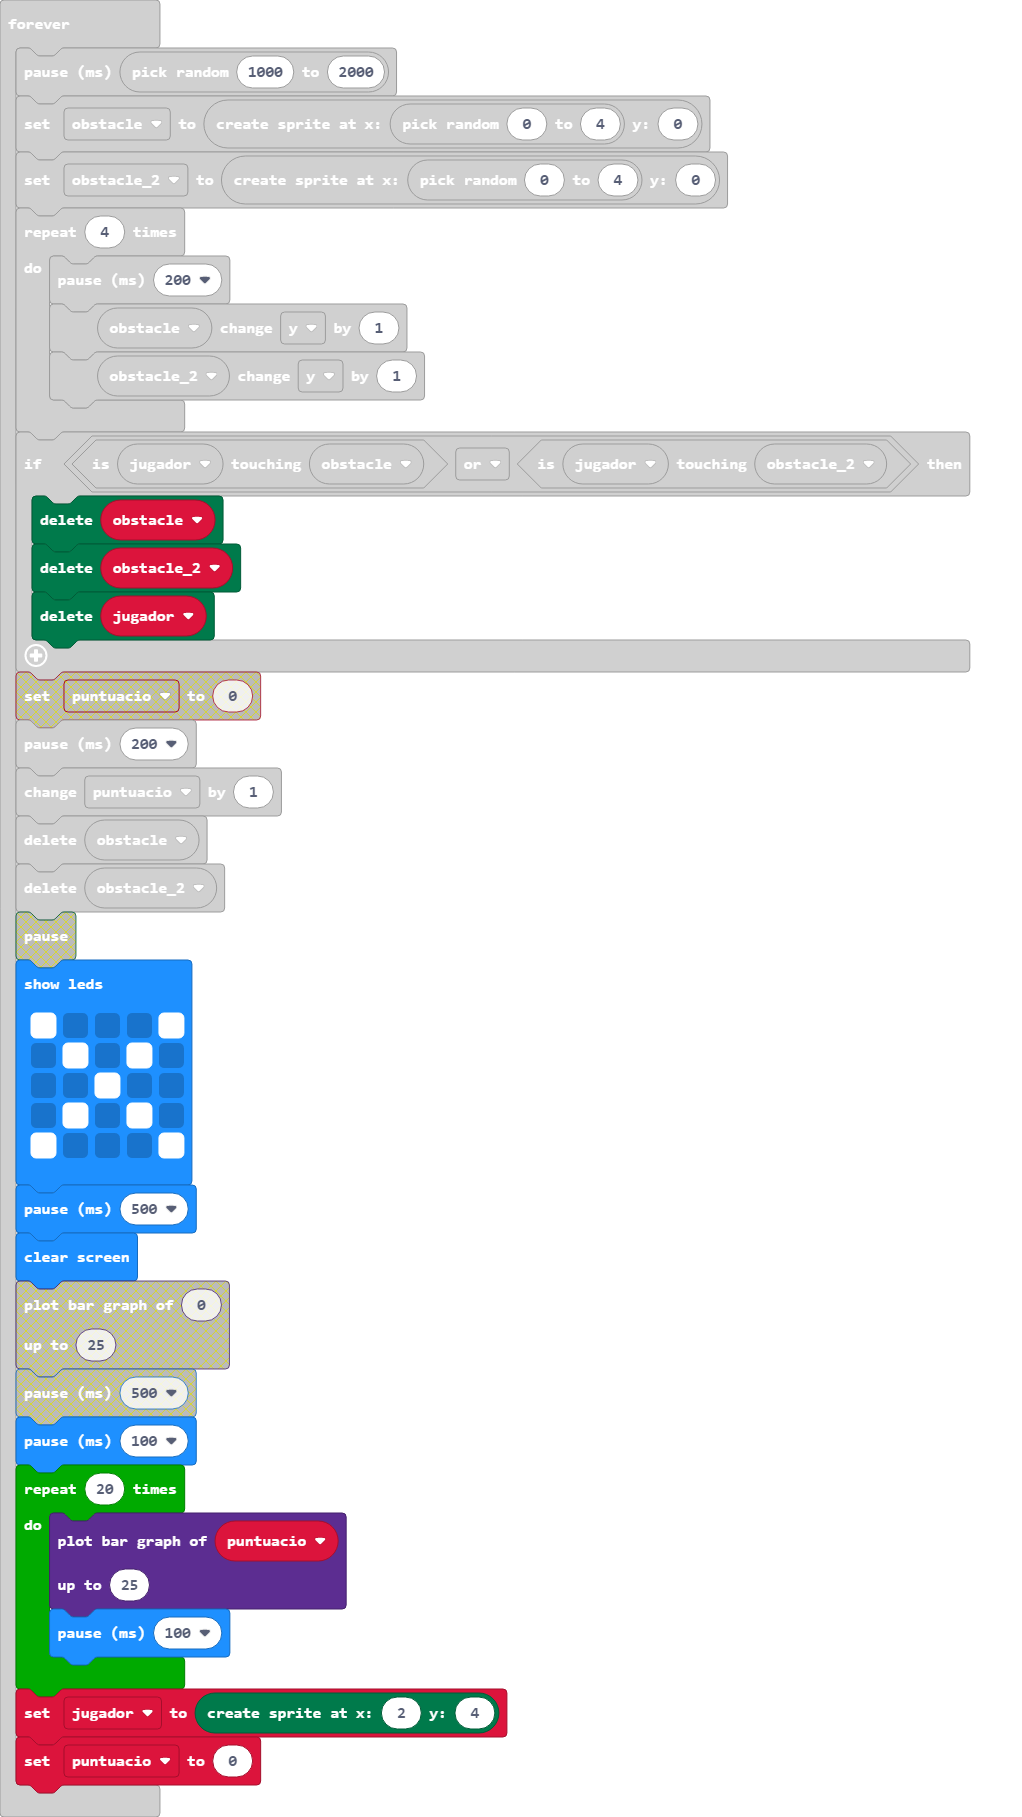 forever
pause (ms) pick random 1000 to 2000
set obstacle to create sprite at x: pick random 0 to 4 y: 0
set obstacle_2 to create sprite at x: pick random 0 to 4 y: 0
repeat 4 times
do
pause (ms) 200
obstacle change y by 1
obstacle_2 change y by 1
if is jugador touching obstacle or is jugador touching obstacle_2 then
delete obstacle
delete obstacle_2
delete jugador
set puntuacio to 0
pause (ms) 200
change puntuacio by 1
delete obstacle
delete obstacle_2
pause
show leds
pause (ms) 500
clear screen
plot bar graph of 0
up to 25
pause (ms) 500
pause (ms) 100
repeat 20 times
do
plot bar graph of puntuacio
up to 25
pause (ms) 100
set jugador to create sprite at x: 2 y: 4
set puntuacio to 0